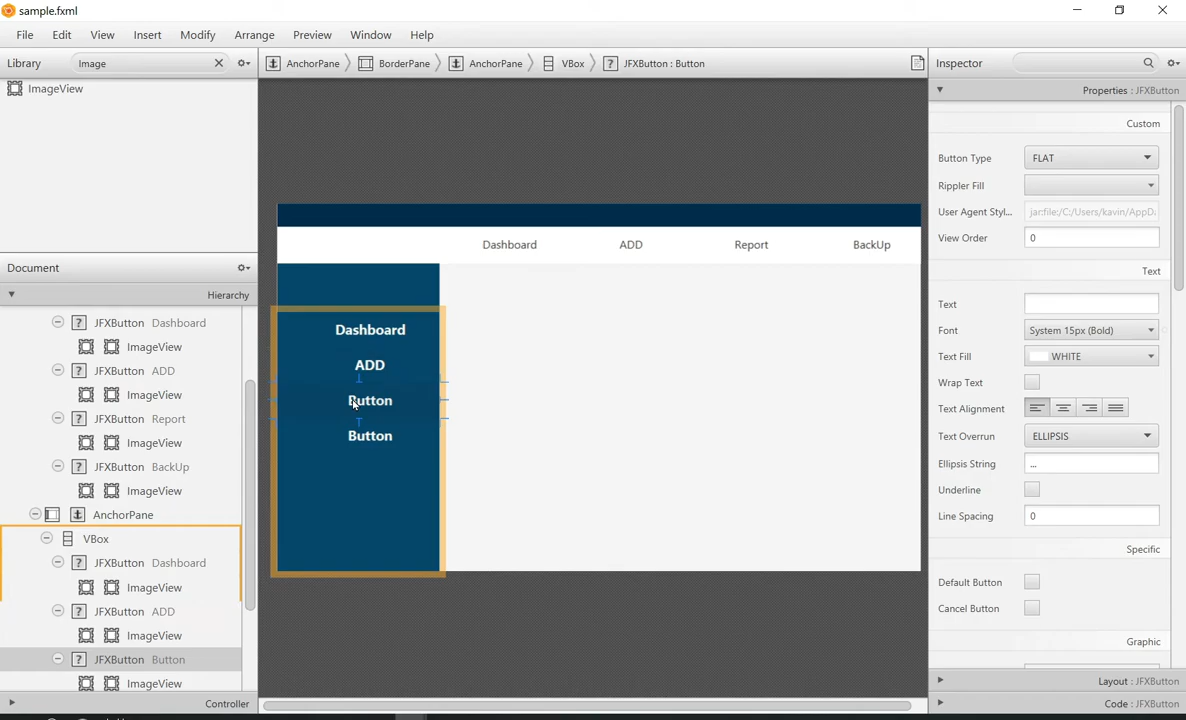 sample.fxml
File Edit View Insert Modify Arrange Preview Window Help
Library Image
AnchorPane BorderPane AnchorPane VBox ? JFXButton : Button
Inspector
ImageView
Properties : JFXButton
Custom
Button Type FLAT
Rippler Fill
User Agent Styl... jar:file:/C:/Users/kavin/AppDa
View Order 0
Text
Text
Font System 15px (Bold)
Text Fill WHITE
Wrap Text
Text Alignment
Text Overrun ELLIPSIS
Ellipsis String ...
Underline
Line Spacing 0
Specific
Default Button
Cancel Button
Graphic
Layout : JFXButton
Code : JFXButton
Document
Hierarchy
? JFXButton Dashboard
ImageView
? JFXButton ADD
ImageView
? JFXButton Report
ImageView
? JFXButton BackUp
ImageView
AnchorPane
VBox
? JFXButton Dashboard
ImageView
? JFXButton ADD
ImageView
? JFXButton Button
ImageView
Controller
Dashboard ADD Report BackUp
Dashboard
ADD
Button
Button